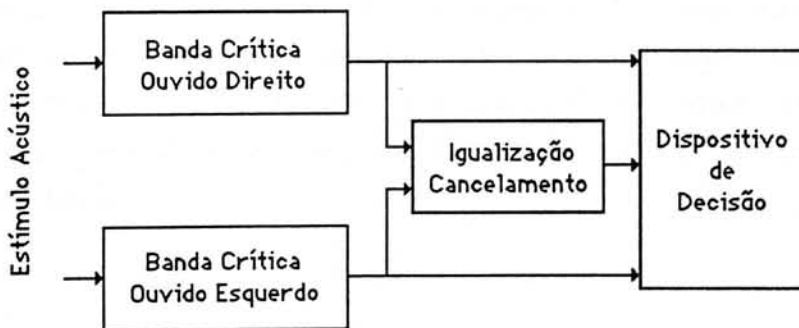 Estímulo Acústico
Banda Crítica
Ouvido Direito
Igualização
Cancelamento
Dispositivo
de
Decisão
Banda Crítica
Ouvido Esquerdo